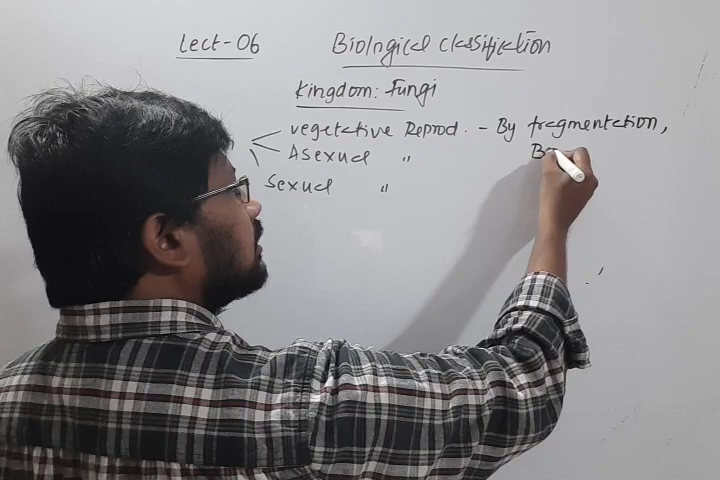 Lect-06 Biological classification
Kingdom: Fungi
vegetative Reprod. - By fragmentation,
Asexual " B
Sexual "